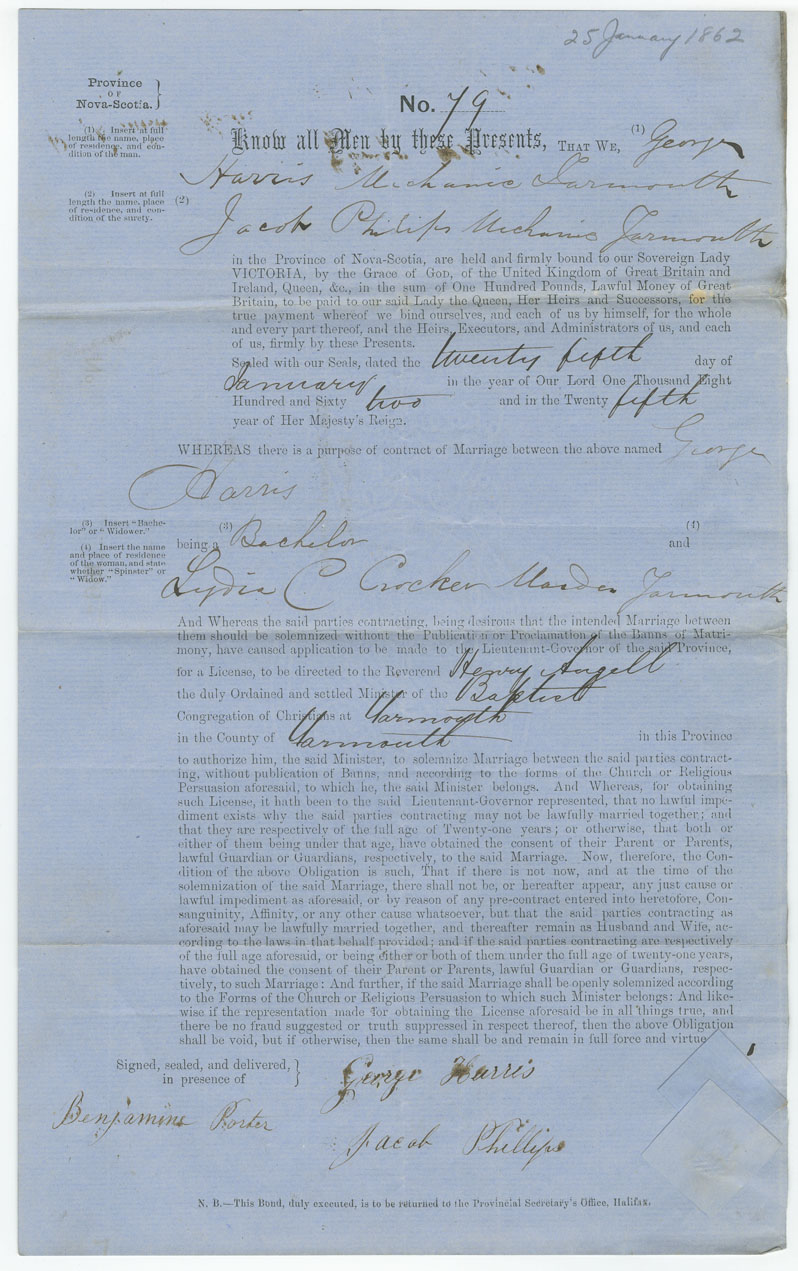 25 January 1862
Province
OF
Nova-Scotia.
No. 79
(1) Insert at full
length the name, place
of residence, and con-
dition of the man.
Know all Men by these Presents, THAT WE, (1) George
Harris Mechanic Yarmouth
(2) Insert at full
length the name, place
of residence, and con-
dition of the surety.
(2)
Jacob Philips Mechanic Yarmouth
in the Province of Nova-Scotia, are held and firmly bound to our Sovereign Lady
VICTORIA, by the Grace of GOD, of the United Kingdom of Great Britain and
Ireland, Queen, &c., in the sum of One Hundred Pounds, Lawful Money of Great
Britain, to be paid to our said Lady the Queen, Her Heirs and Successors, for the
true payment whereof we bind ourselves, and each of us by himself, for the whole
and every part thereof, and the Heirs, Executors, and Administrators of us, and each
of us, firmly by these Presents.
Sealed with our Seals, dated the twenty fifth day of
January in the year of Our Lord One Thousand Eight
Hundred and Sixty two and in the Twenty fifth
year of Her Majesty's Reign.
WHEREAS there is a purpose of contract of Marriage between the above named George
Harris
(3) Insert "Bache-
lor" or "Widower."
(4) Insert the name
and place of residence
of the woman, and state
whether "Spinster" or
"Widow."
being a (3) Bachelor and (4)
Lydia C Crocker Maiden Yarmouth
And Whereas the said parties contracting, being desirous that the intended Marriage between
them should be solemnized without the Publication or Proclamation of the Banns of Matri-
mony, have caused application to be made to the Lieutenant-Governor of the said Province,
for a License, to be directed to the Reverend Henry Angell
the duly Ordained and settled Minister of the Baptist
Congregation of Christians at Yarmouth
in the County of Yarmouth in this Province
to authorize him, the said Minister, to solemnize Marriage between the said parties contract-
ing, without publication of Banns, and according to the forms of the Church or Religious
Persuasion aforesaid, to which he, the said Minister belongs. And Whereas, for obtaining
such License, it hath been to the said Lieutenant-Governor represented, that no lawful impe-
diment exists why the said parties contracting may not be lawfully married together; and
that they are respectively of the full age of Twenty-one years; or otherwise, that both or
either of them being under that age, have obtained the consent of their Parent or Parents,
lawful Guardian or Guardians, respectively, to the said Marriage. Now, therefore, the Con-
dition of the above Obligation is such, That if there is not now, and at the time of the
solemnization of the said Marriage, there shall not be, or hereafter appear, any just cause or
lawful impediment as aforesaid, or by reason of any pre-contract entered into heretofore, Con-
sanguinity, Affinity, or any other cause whatsoever, but that the said parties contracting as
aforesaid may be lawfully married together, and thereafter remain as Husband and Wife, ac-
cording to the laws in that behalf provided; and if the said parties contracting are respectively
of the full age aforesaid, or being either or both of them under the full age of twenty-one years,
have obtained the consent of their Parent or Parents, lawful Guardian or Guardians, respec-
tively, to such Marriage: And further, if the said Marriage shall be openly solemnized according
to the Forms of the Church or Religious Persuasion to which such Minister belongs: And like-
wise if the representation made for obtaining the License aforesaid be in all things true, and
there be no fraud suggested or truth suppressed in respect thereof, then the above Obligation
shall be void, but if otherwise, then the same shall be and remain in full force and virtue.
Signed, sealed, and delivered,
in presence of
George Harris
Benjamine Porter
Jacob Phillips
N. B.—This Bond, duly executed, is to be returned to the Provincial Secretary's Office, Halifax.